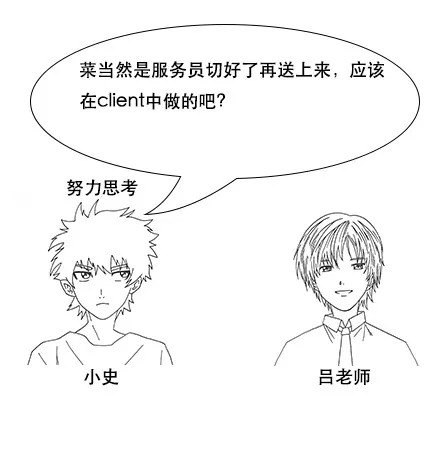 菜当然是服务员切好了再送上来，应该
在client中做的吧？
努力思考
小史
吕老师